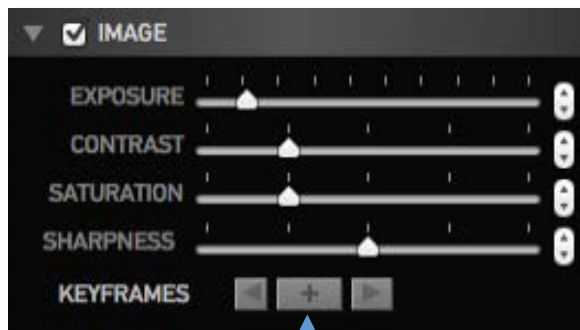 IMAGE
EXPOSURE
CONTRAST
SATURATION
SHARPNESS
KEYFRAMES